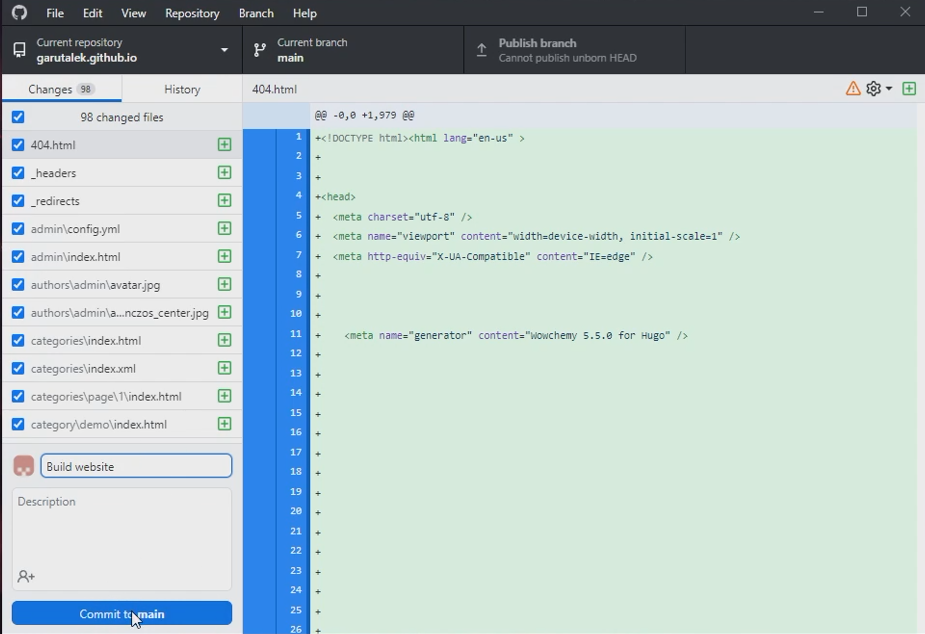 File Edit View Repository Branch Help
Current repository
garutalek.github.io
Current branch
main
Publish branch
Cannot publish unborn HEAD
Changes 98
History
404.html
98 changed files
404.html
_headers
_redirects
admin\config.yml
admin\index.html
authors\admin\avatar.jpg
authors\admin\a...nczos_center.jpg
categories\index.html
categories\index.xml
categories\page\1\index.html
category\demo\index.html
Build website
Description
Commit to main
@@ -0,0 +1,979 @@
1 +<!DOCTYPE html><html lang="en-us" >
2 +
3 +
4 +<head>
5 + <meta charset="utf-8" />
6 + <meta name="viewport" content="width=device-width, initial-scale=1" />
7 + <meta http-equiv="X-UA-Compatible" content="IE=edge" />
8 +
9 +
10 +
11 + <meta name="generator" content="Wowchemy 5.5.0 for Hugo" />
12 +
13 +
14 +
15 +
16 +
17 +
18 +
19 +
20 +
21 +
22 +
23 +
24 +
25 +
26 +